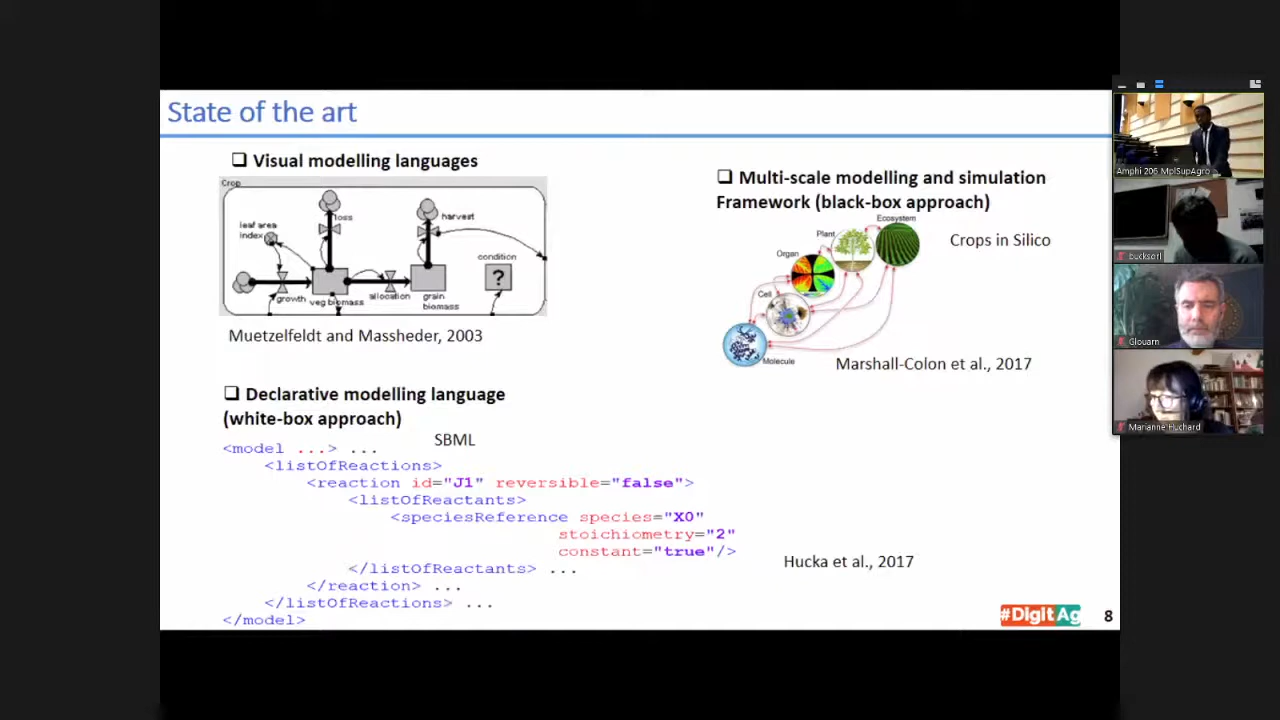 State of the art
❑ Visual modelling languages
Crop
loss
harvest
leaf area
index
condition
?
growth
veg biomass
allocation
grain
biomass
Muetzelfeldt and Massheder, 2003
❑ Multi-scale modelling and simulation
Framework (black-box approach)
Ecosystem
Plant
Organ
Cell
Molecule
Crops in Silico
Marshall-Colon et al., 2017
❑ Declarative modelling language
(white-box approach)
SBML
<model ...> ...
<listOfReactions>
<reaction id="J1" reversible="false">
<listOfReactants>
<speciesReference species="X0"
stoichiometry="2"
constant="true"/>
</listOfReactants> ...
</reaction> ...
</listOfReactions> ...
</model>
Hucka et al., 2017
#DigitAg
8
Amphi 206 MplSupAgro
bucksorl
Glouarn
Marianne Huchard